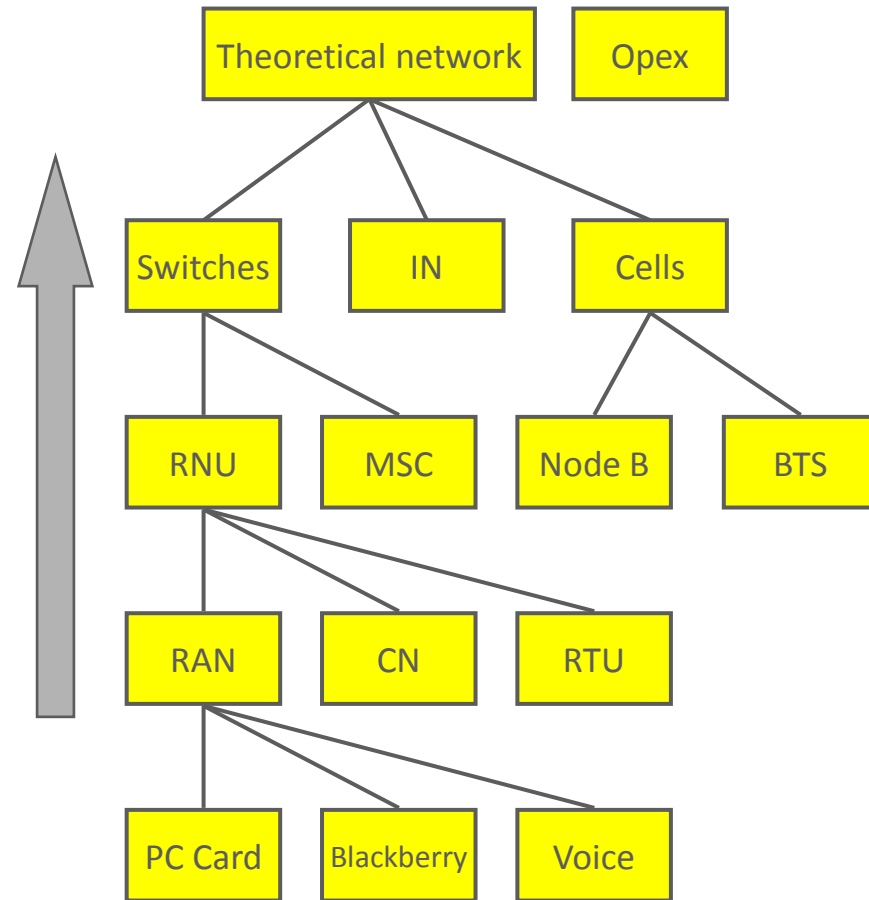 Theoretical network
Opex
Switches
IN
Cells
RNU
MSC
Node B
BTS
RAN
CN
RTU
PC Card
Blackberry
Voice